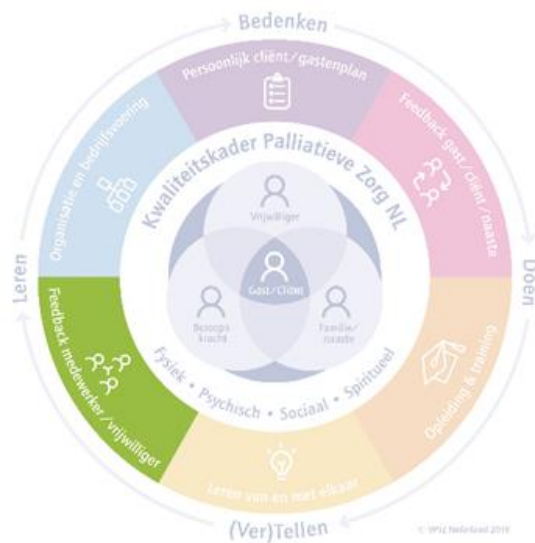 Bedenken
Persoonlijk cliënt/gastenplan
Feedback gast/cliënt/naaste
Organisatie en bedrijfsvoering
Kwaliteitskader Palliatieve Zorg NL
Vrijwilliger
Leren
Doen
Gast/Cliënt
Beroeps
kracht
Familie/
naaste
Feedback medewerker/vrijwilliger
Fysiek • Psychisch • Sociaal • Spiritueel
Opleiding & training
Leren van en met elkaar
(Ver)Tellen
© VPTZ Nederland 2019